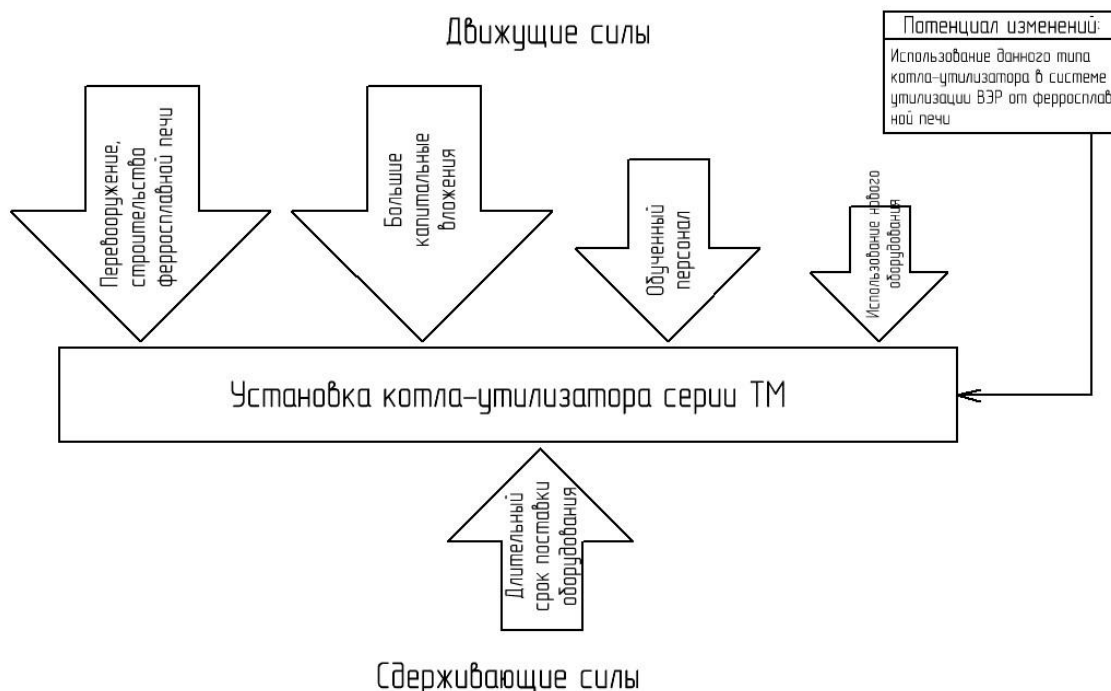 Движущие силы
Потенциал изменений:
Использование данного типа
котла-утилизатора в системе
утилизации ВЭР от ферросплав
ной печи
Перевооружение,
строительство
ферросплавной печи
Большие
капитальные
вложения
Обученный
персонал
Использование нового
оборудования
Установка котла-утилизатора серии ТМ
Длительный
срок поставки
оборудования
Сдерживающие силы